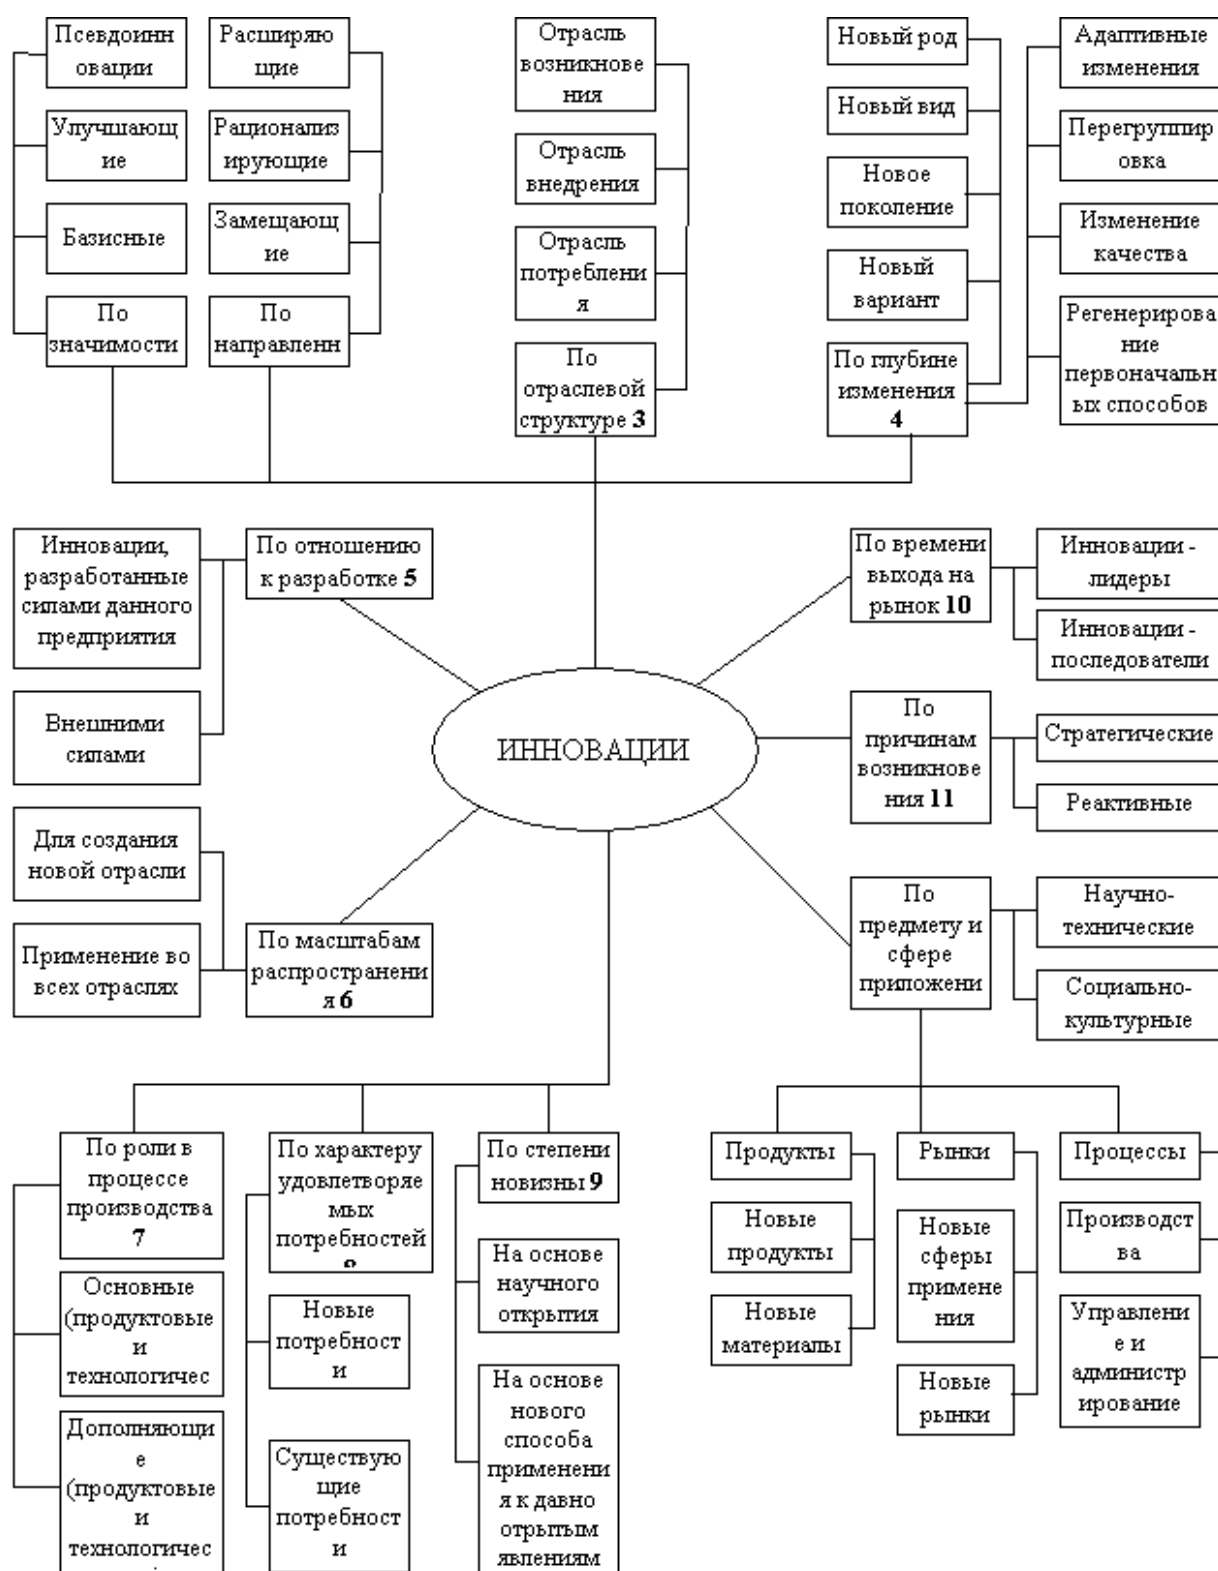 Псевдоинн
овации
Улучшающ
ие
Базисные
По
значимости
Расширяю
щие
Рационализ
ирующие
Замещающ
ие
По
направленн
Отрасль
возникнове
ния
Отрасль
внедрения
Отрасль
потреблени
я
По
отраслевой
структуре 3
Новый род
Новый вид
Новое
поколение
Новый
вариант
По глубине
изменения
4
Адаптивные
изменения
Перегруппир
овка
Изменение
качества
Регенерирова
ние
первоначальн
ых способов
Инновации,
разработанные
силами данного
предприятия
По отношению
к разработке 5
Внешними
силами
Для создания
новой отрасли
Применение во
всех отраслях
По масштабам
распространени
я 6
ИННОВАЦИИ
По времени
выхода на
рынок 10
Инновации -
лидеры
Инновации -
последователи
По
причинам
возникнове
ния 11
Стратегические
Реактивные
По
предмету и
сфере
приложени
Научно-
технические
Социально-
культурные
По роли в
процессе
производства
7
Основные
(продуктовые
и
технологичес
Дополняющи
е
(продуктовые
и
технологичес
По характеру
удовлетворя
емых
потребностей
Новые
потребност
и
Существую
щие
потребност
и
По степени
новизны 9
На основе
научного
открытия
На основе
нового
способа
применени
я к давно
отрытым
явлениям
Продукты
Новые
продукты
Новые
материалы
Рынки
Новые
сферы
примене
ния
Новые
рынки
Процессы
Производст
ва
Управлени
е и
администр
ирование